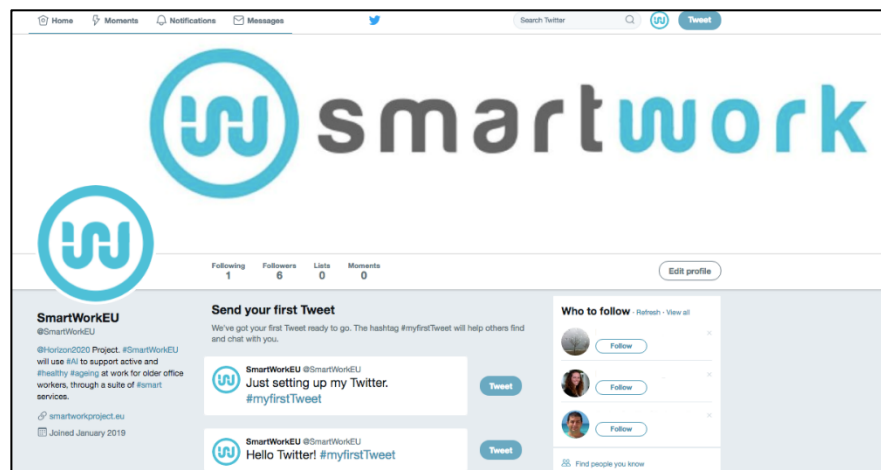 Home Moments Notifications Messages Search Twitter Tweet
smartwork
Following Followers Lists Moments
1 6 0 0
Edit profile
SmartWorkEU
@SmartWorkEU
@Horizon2020 Project. #SmartWorkEU
will use #AI to support active and
#healthy #ageing at work for older office
workers, through a suite of #smart
services.
smartworkproject.eu
Joined January 2019
Send your first Tweet
We've got your first Tweet ready to go. The hashtag #myfirstTweet will help others find
and chat with you.
SmartWorkEU @SmartWorkEU
Just setting up my Twitter.
#myfirstTweet
Tweet
SmartWorkEU @SmartWorkEU
Hello Twitter! #myfirstTweet
Tweet
Who to follow · Refresh · View all
Follow
Follow
Follow
Find people you know